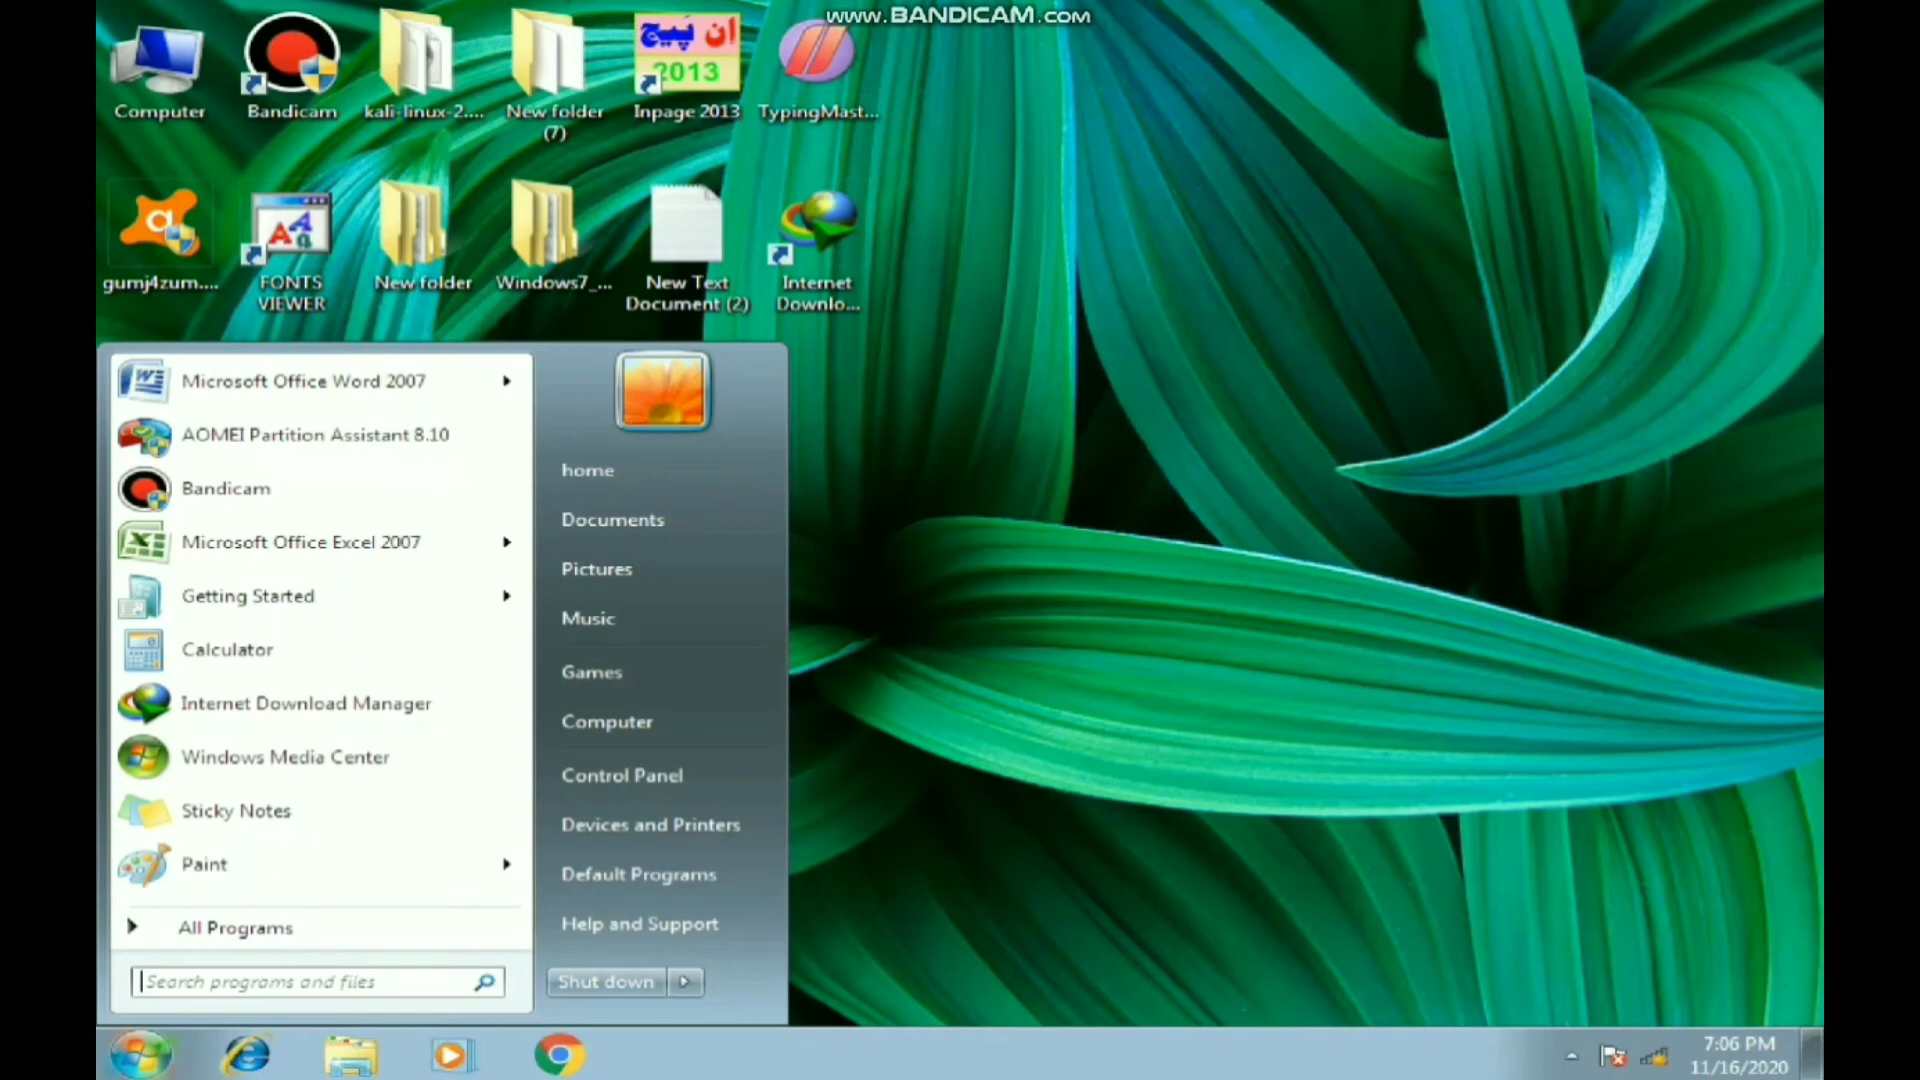 www.BANDICAM.com
Computer
Bandicam
kali-linux-2....
New folder
(7)
ان پیج
2013
Inpage 2013
TypingMast...
gumj4zum....
FONTS
VIEWER
New folder
Windows7_...
New Text
Document (2)
Internet
Downlo...
Microsoft Office Word 2007
AOMEI Partition Assistant 8.10
Bandicam
Microsoft Office Excel 2007
Getting Started
Calculator
Internet Download Manager
Windows Media Center
Sticky Notes
Paint
All Programs
Search programs and files
home
Documents
Pictures
Music
Games
Computer
Control Panel
Devices and Printers
Default Programs
Help and Support
Shut down
7:06 PM
11/16/2020